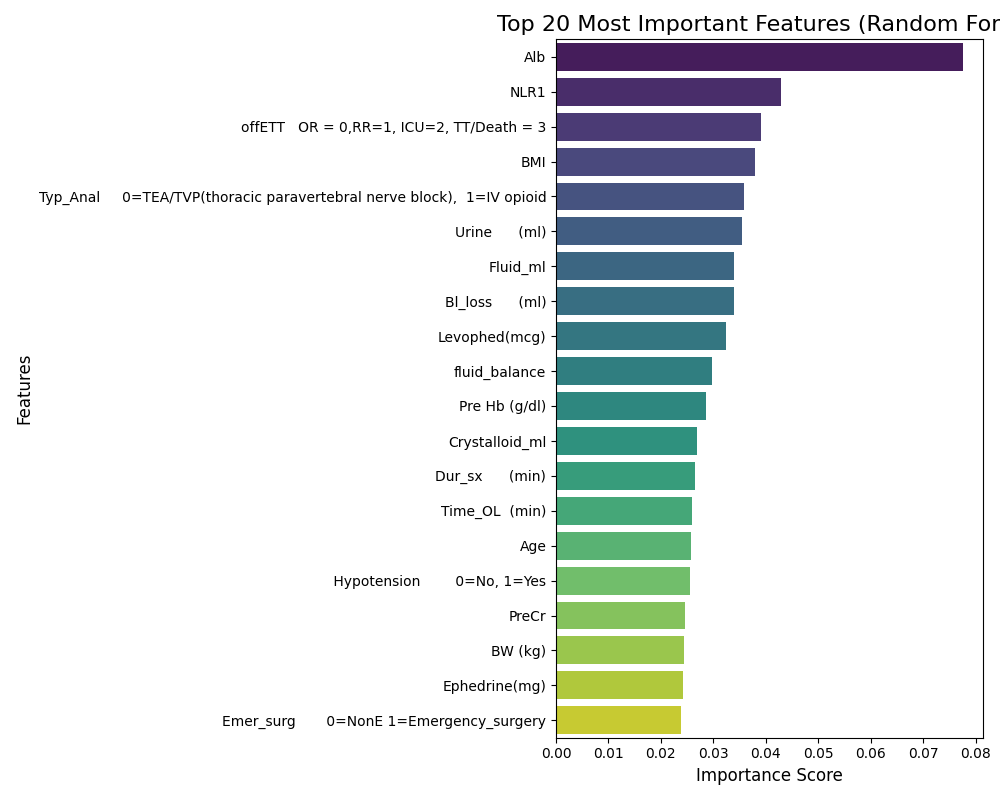 Top 20 Most Important Features (Random For
Alb
NLR1
offETT   OR = 0,RR=1, ICU=2, TT/Death = 3
BMI
Typ_Anal     0=TEA/TVP(thoracic paravertebral nerve block),  1=IV opioid
Urine      (ml)
Fluid_ml
Bl_loss      (ml)
Levophed(mcg)
fluid_balance
Pre Hb (g/dl)
Crystalloid_ml
Dur_sx      (min)
Time_OL  (min)
Age
Hypotension        0=No, 1=Yes
PreCr
BW (kg)
Ephedrine(mg)
Emer_surg       0=NonE 1=Emergency_surgery
Features
0.00 0.01 0.02 0.03 0.04 0.05 0.06 0.07 0.08
Importance Score